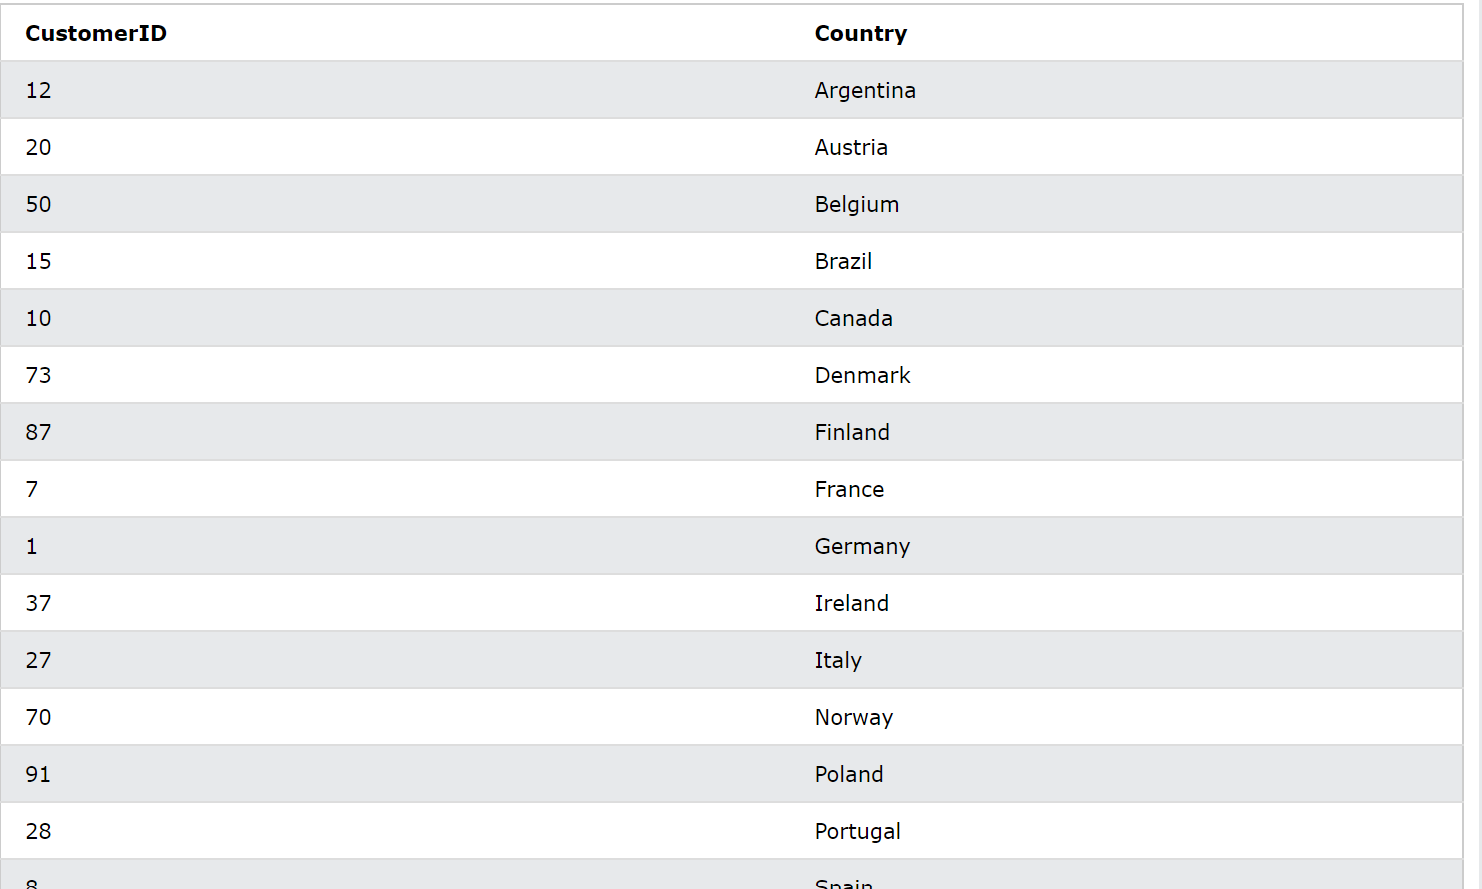 CustomerID Country
12 Argentina
20 Austria
50 Belgium
15 Brazil
10 Canada
73 Denmark
87 Finland
7 France
1 Germany
37 Ireland
27 Italy
70 Norway
91 Poland
28 Portugal
8 Spain